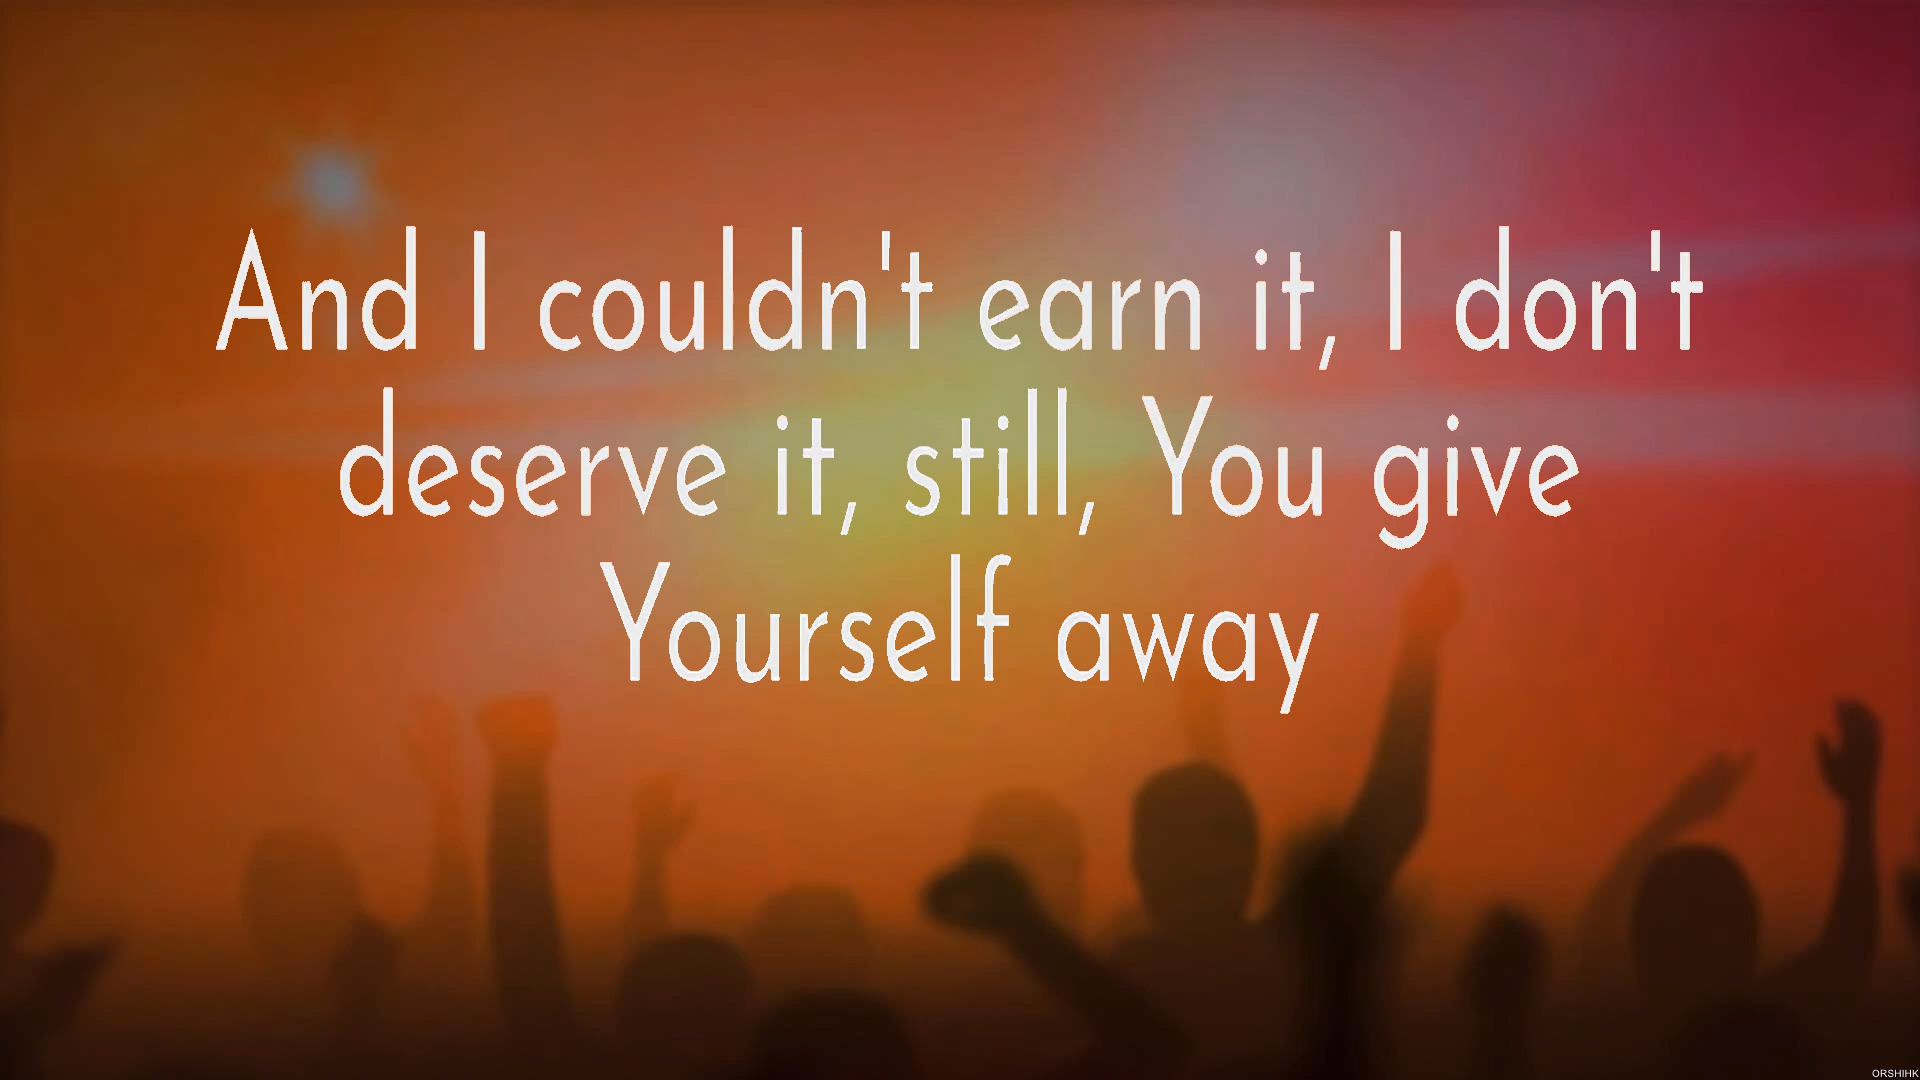 And I couldn't earn it, I don't
deserve it, still, You give
Yourself away
ORSHIHK